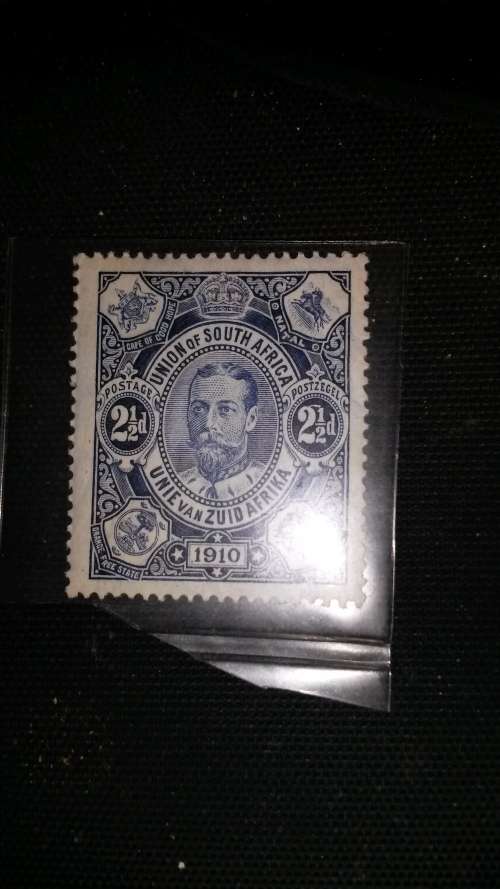 CAPE OF GOOD HOPE
NATAL
UNION OF SOUTH AFRICA
POSTAGE
POSTZEGEL
2½d
2½d
UNIE VAN ZUID AFRIKA
ORANGE FREE STATE
1910